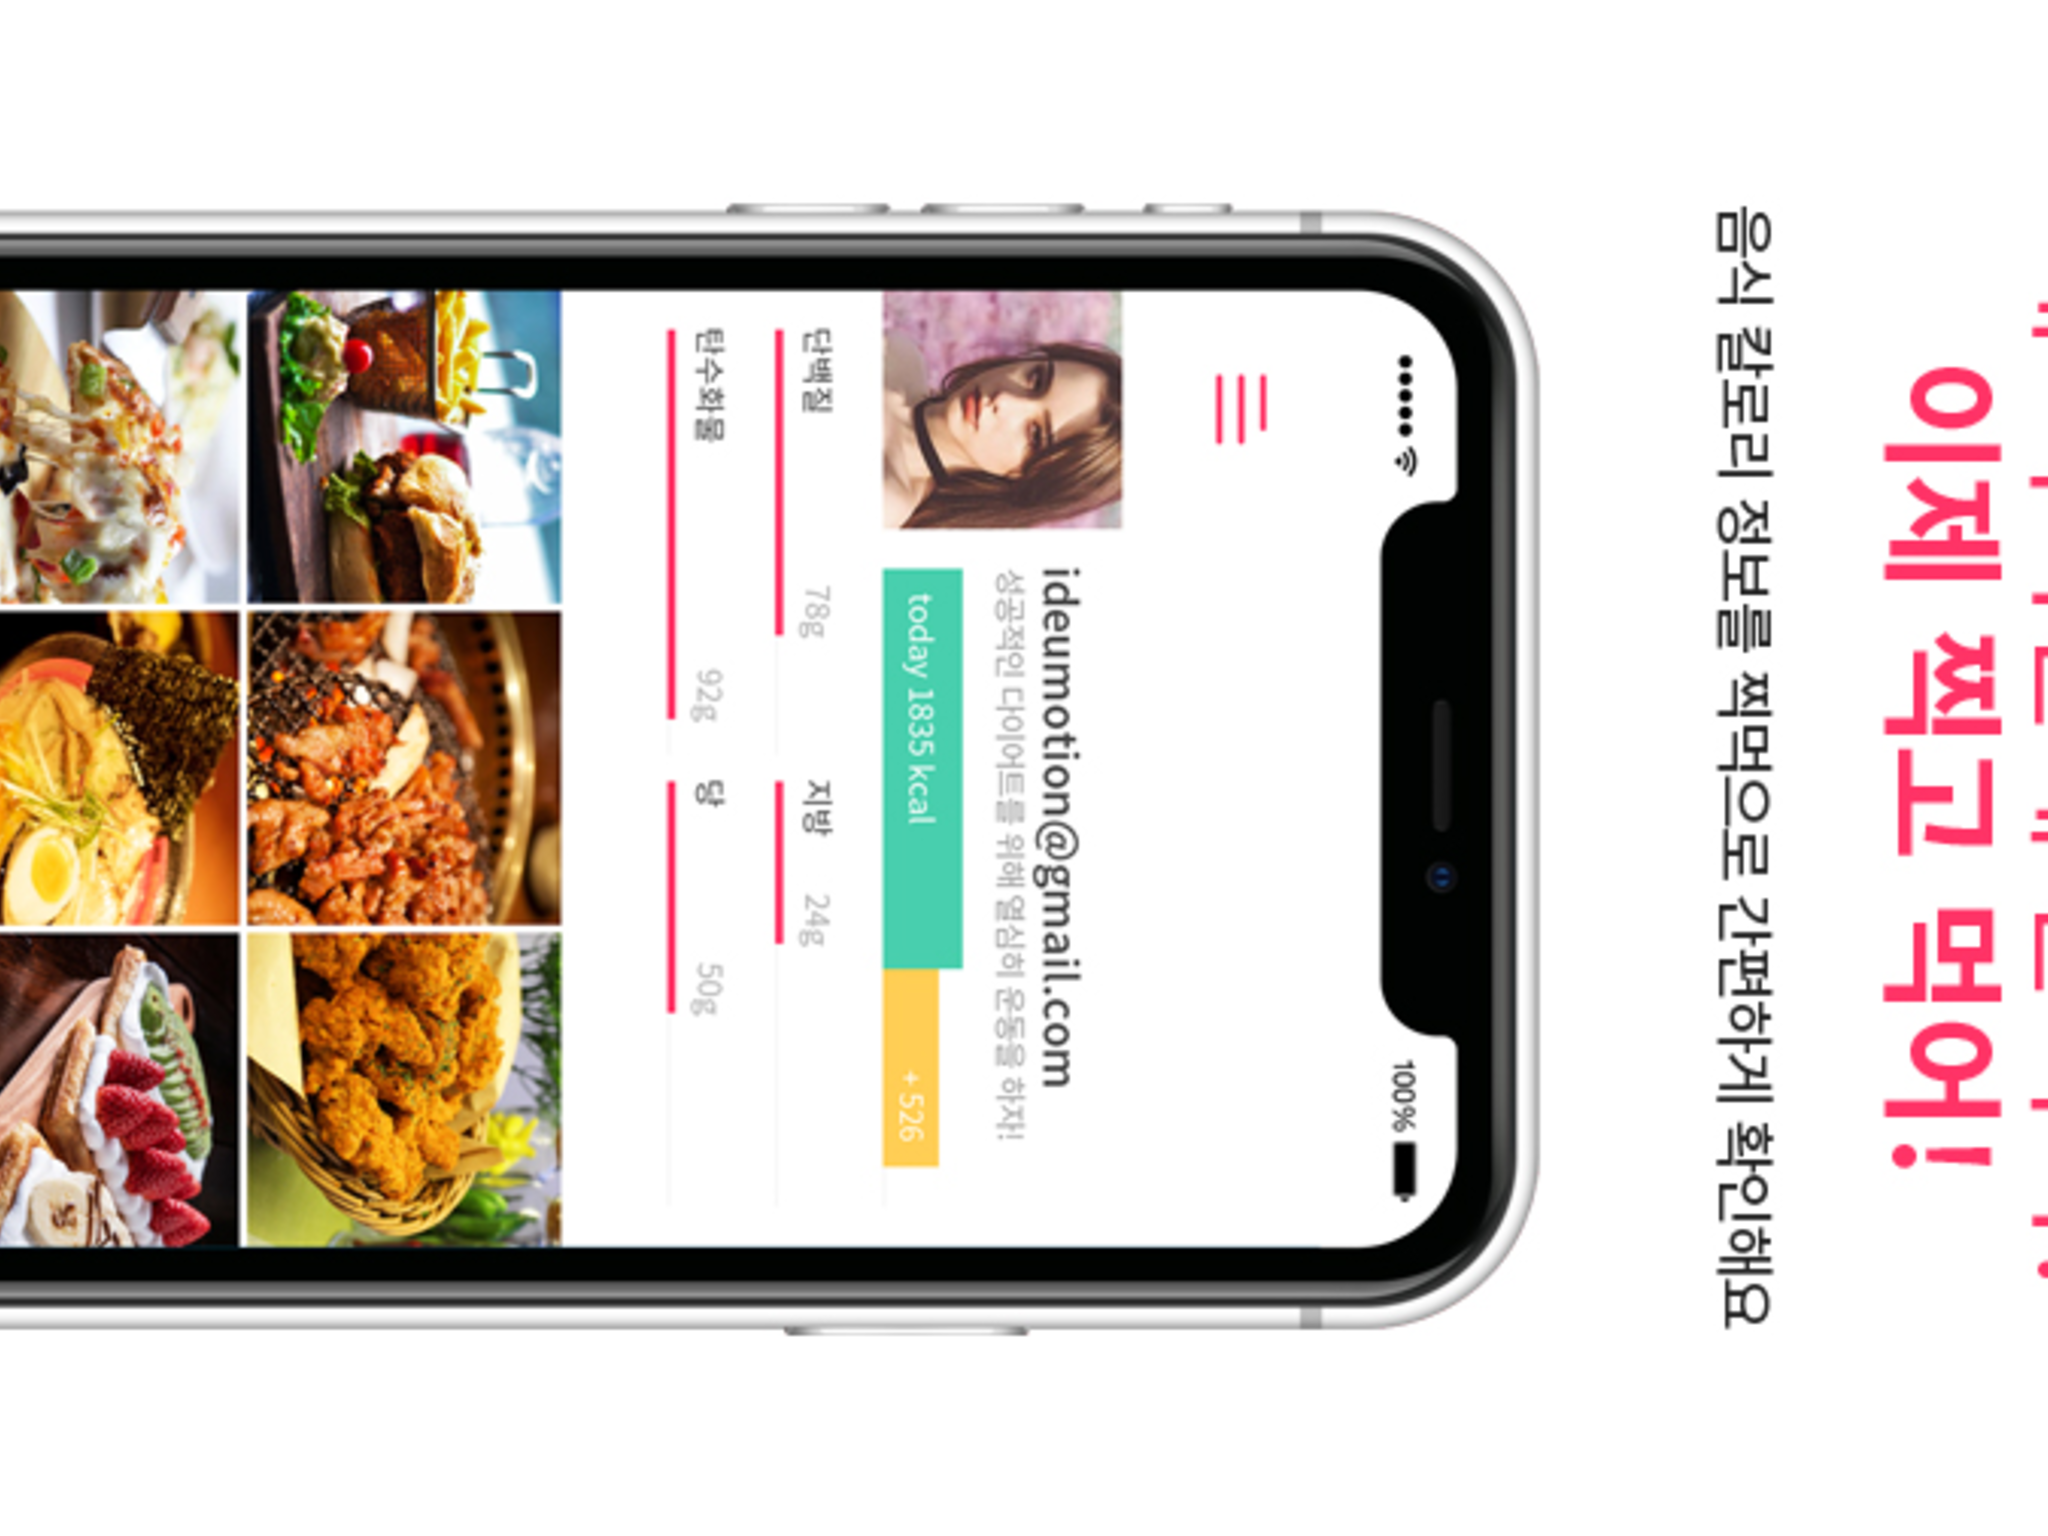 이제 찍고 먹어!
음식 칼로리 정보를 찍먹으로 간편하게 확인해요
100%
ideumotion@gmail.com
성공적인 다이어트를 위해 열심히 운동을 하자!
today 1835 kcal
+ 526
단백질 78g
지방 24g
탄수화물 92g
당 50g